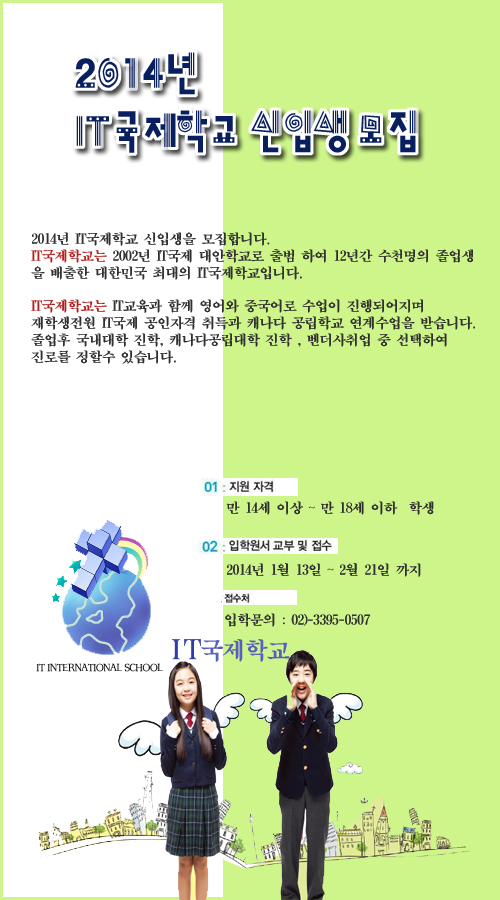 2014년
IT국제학교 신입생 모집
2014년 IT국제학교 신입생을 모집합니다.
IT국제학교는 2002년 IT국제 대안학교로 출범 하여 12년간 수천명의 졸업생
을 배출한 대한민국 최대의 IT국제학교입니다.
IT국제학교는 IT교육과 함께 영어와 중국어로 수업이 진행되어지며
재학생전원 IT국제 공인자격 취득과 캐나다 공립학교 연계수업을 받습니다.
졸업후 국내대학 진학, 캐나다공립대학 진학 , 벤더사취업 중 선택하여
진로를 정할수 있습니다.
01 : 지원 자격
만 14세 이상 ~ 만 18세 이하 학생
02 : 입학원서 교부 및 접수
2014년 1월 13일 ~ 2월 21일 까지
접수처
입학문의 : 02)-3395-0507
IT국제학교
IT INTERNATIONAL SCHOOL